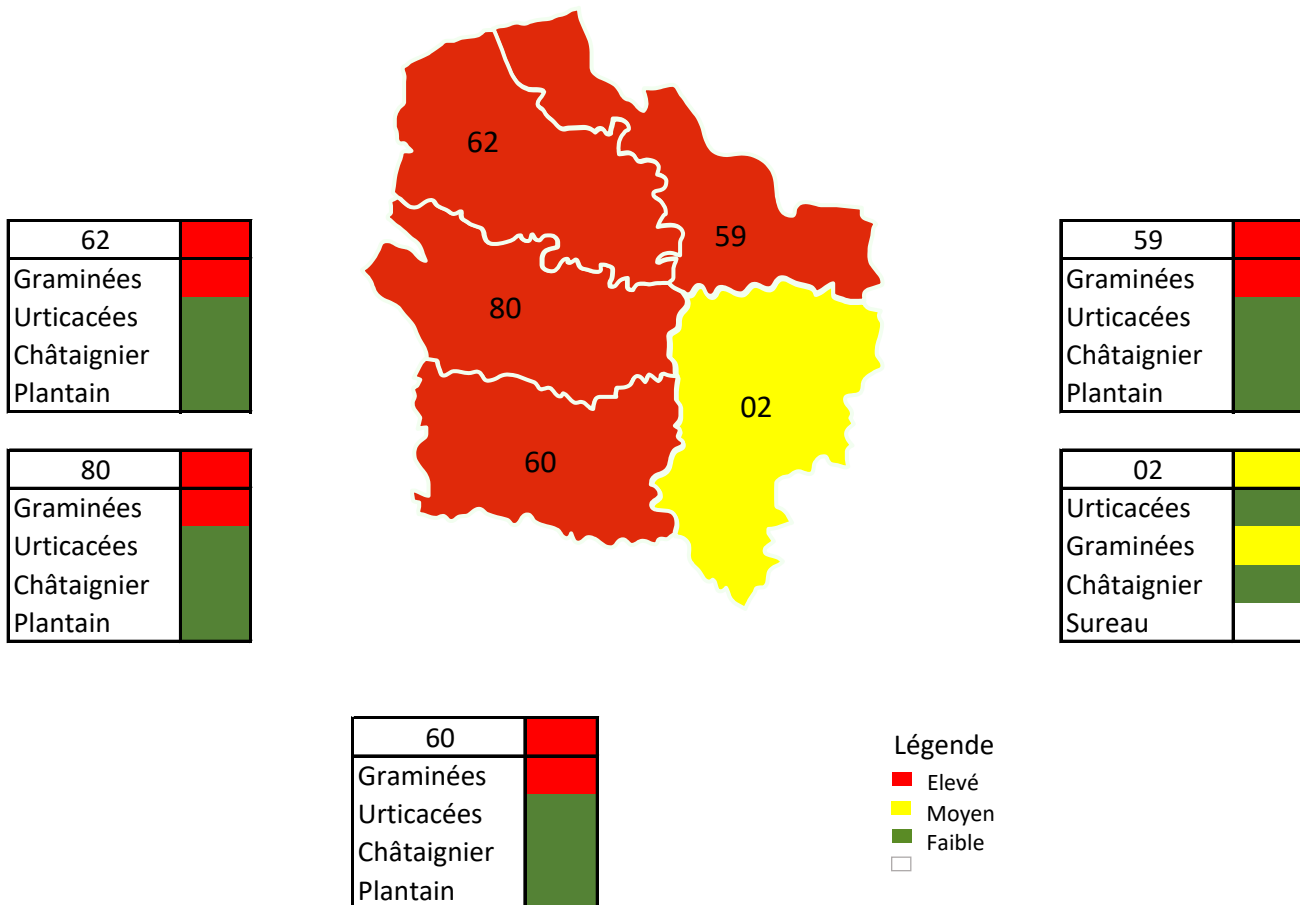 62
59
80
02
60
62
Graminées
Urticacées
Châtaignier
Plantain
59
Graminées
Urticacées
Châtaignier
Plantain
80
Graminées
Urticacées
Châtaignier
Plantain
02
Urticacées
Graminées
Châtaignier
Sureau
60
Graminées
Urticacées
Châtaignier
Plantain
Légende
Elevé
Moyen
Faible